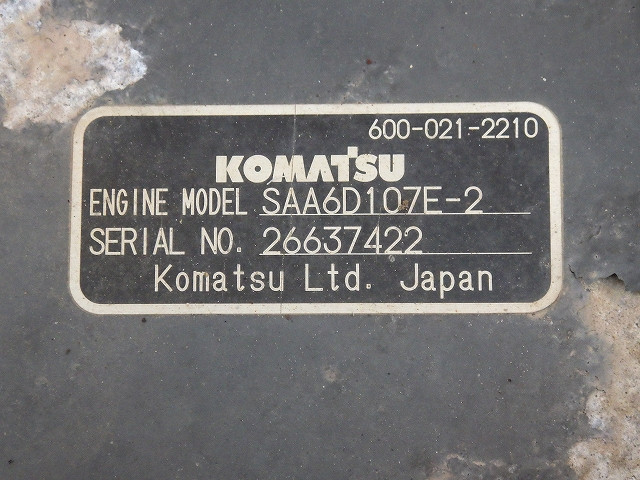 600-021-2210
KOMATSU
ENGINE MODEL SAA6D107E-2
SERIAL NO. 26637422
Komatsu Ltd. Japan